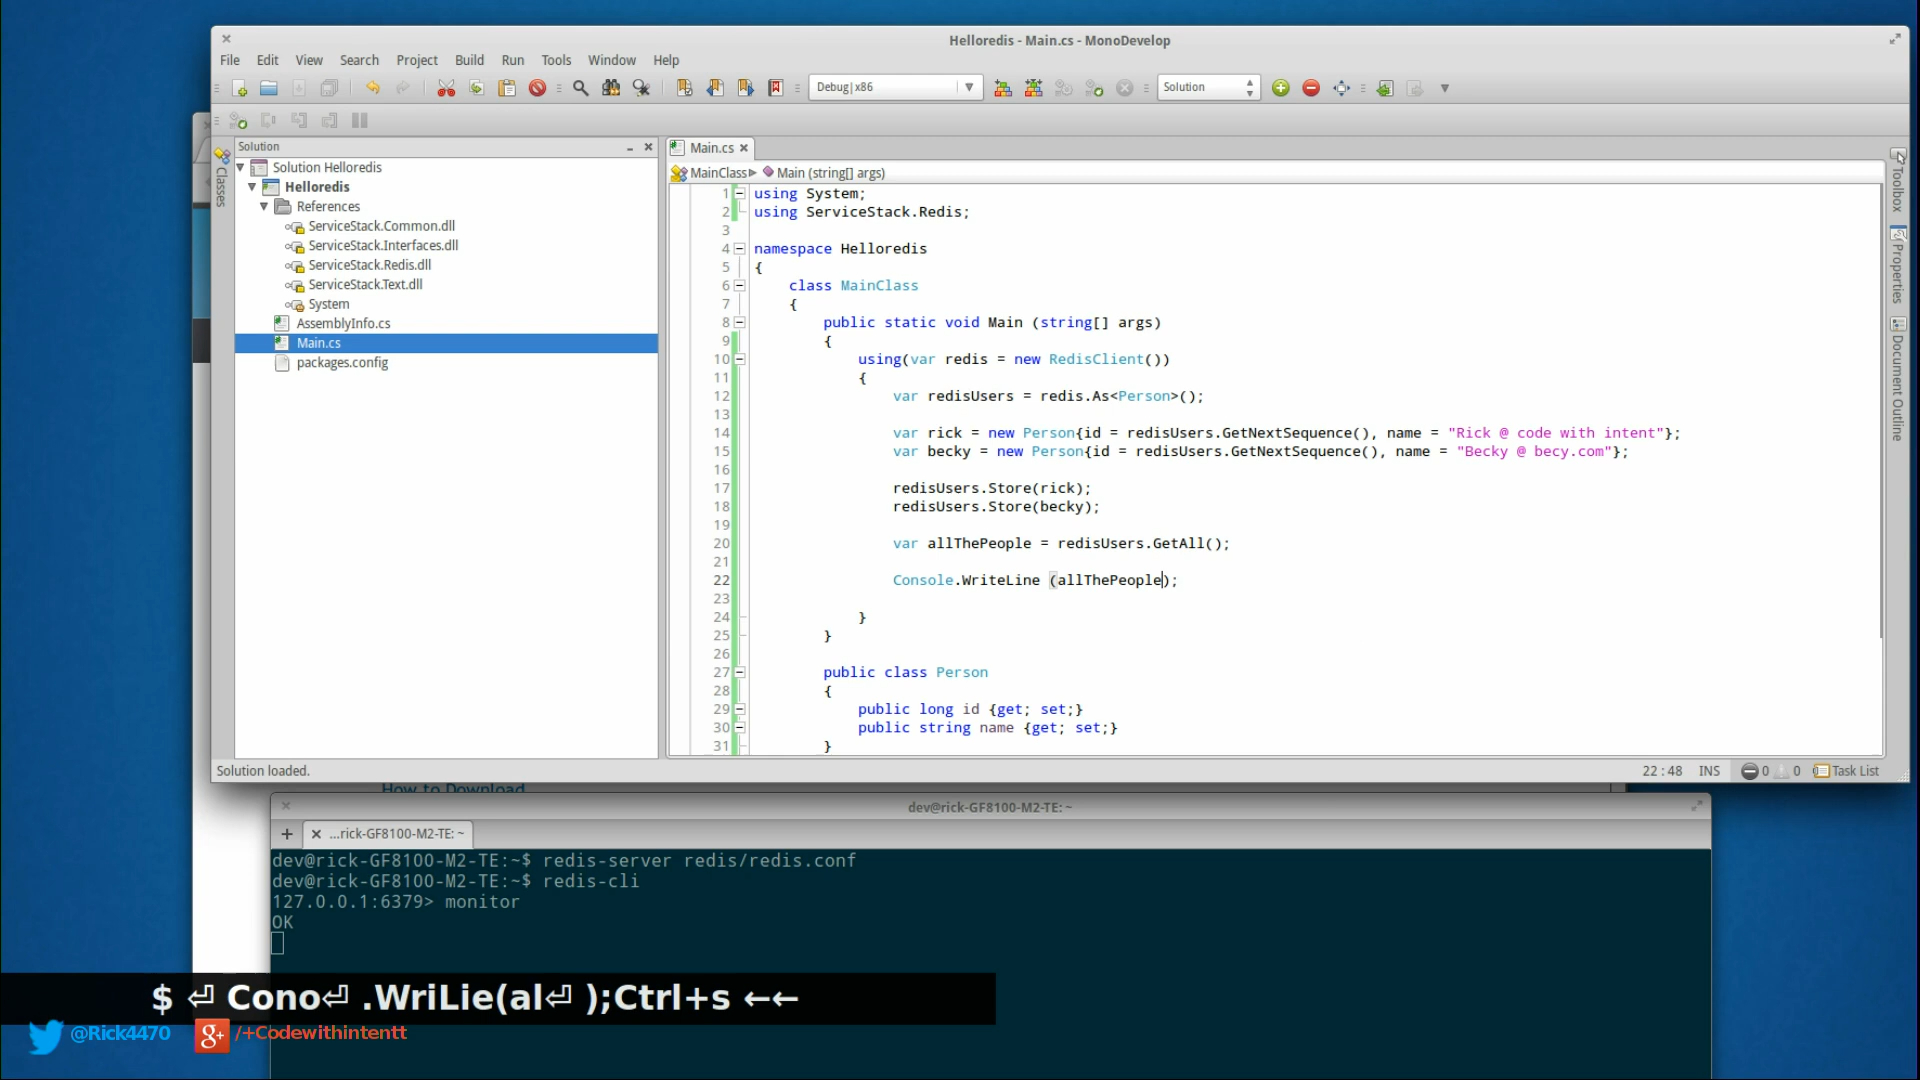 Helloredis - Main.cs - MonoDevelop
File Edit View Search Project Build Run Tools Window Help
Debug|x86
Solution
Classes
Solution
Solution Helloredis
Helloredis
References
ServiceStack.Common.dll
ServiceStack.Interfaces.dll
ServiceStack.Redis.dll
ServiceStack.Text.dll
System
AssemblyInfo.cs
Main.cs
packages.config
Main.cs
MainClass Main (string[] args)
1 using System;
2 using ServiceStack.Redis;
3
4 namespace Helloredis
5 {
6 class MainClass
7 {
8 public static void Main (string[] args)
9 {
10 using(var redis = new RedisClient())
11 {
12 var redisUsers = redis.As<Person>();
13
14 var rick = new Person{id = redisUsers.GetNextSequence(), name = "Rick @ code with intent"};
15 var becky = new Person{id = redisUsers.GetNextSequence(), name = "Becky @ becy.com"};
16
17 redisUsers.Store(rick);
18 redisUsers.Store(becky);
19
20 var allThePeople = redisUsers.GetAll();
21
22 Console.WriteLine (allThePeople);
23
24 }
25 }
26
27 public class Person
28 {
29 public long id {get; set;}
30 public string name {get; set;}
31 }
Toolbox
Properties
Document Outline
Solution loaded.
22 : 48 INS 0 0 Task List
How to Download
dev@rick-GF8100-M2-TE: ~
...rick-GF8100-M2-TE: ~
dev@rick-GF8100-M2-TE:~$ redis-server redis/redis.conf
dev@rick-GF8100-M2-TE:~$ redis-cli
127.0.0.1:6379> monitor
OK
$ ⏎ Cono⏎ .WriLie(al⏎ );Ctrl+s ←←
@Rick4470 g+ /+Codewithintentt